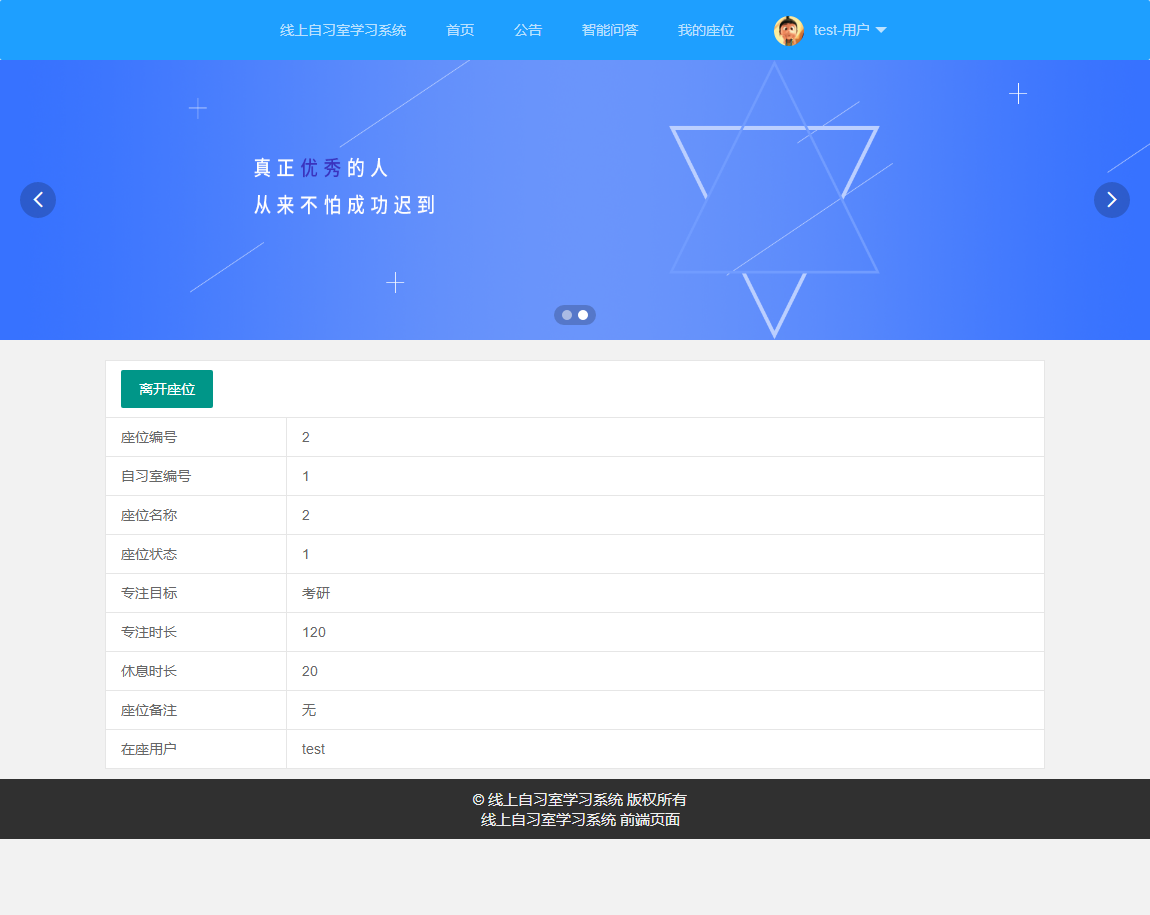 线上自习室学习系统 首页 公告 智能问答 我的座位 test-用户
真正优秀的人
从来不怕成功迟到
离开座位
座位编号 2
自习室编号 1
座位名称 2
座位状态 1
专注目标 考研
专注时长 120
休息时长 20
座位备注 无
在座用户 test
© 线上自习室学习系统 版权所有
线上自习室学习系统 前端页面